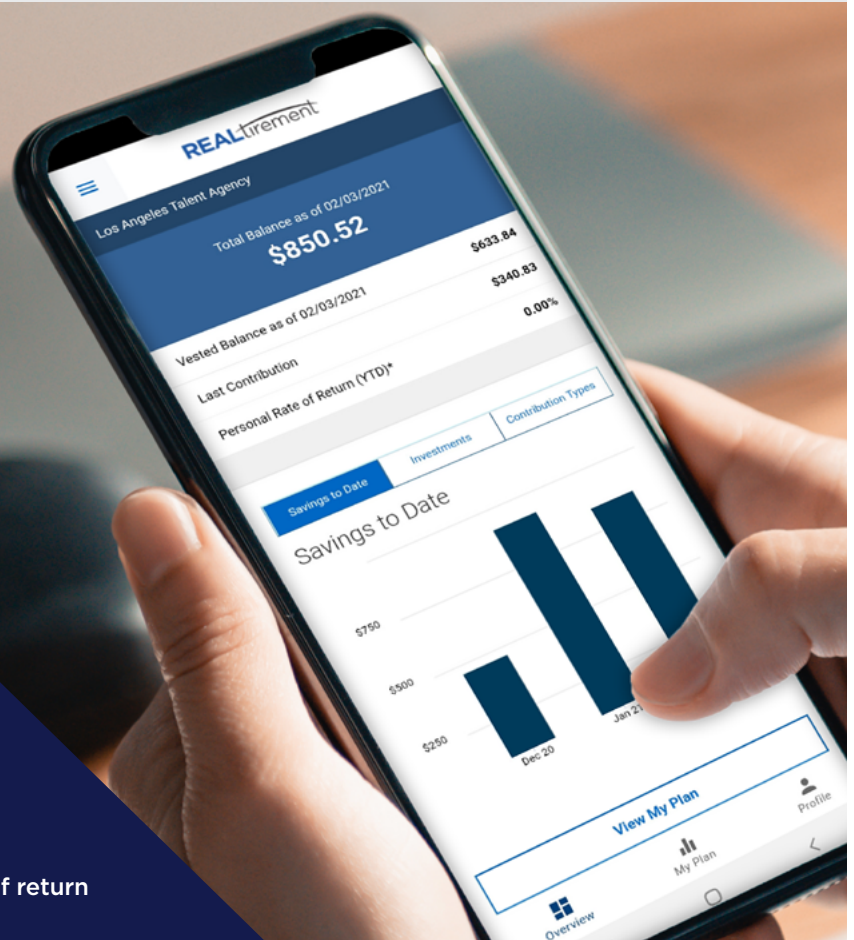 REALtirement
Los Angeles Talent Agency
Total Balance as of 02/03/2021
$850.52
Vested Balance as of 02/03/2021 $633.84
Last Contribution $340.83
Personal Rate of Return (YTD)* 0.00%
Savings to Date Investments Contribution Types
Savings to Date
$750
$500
$250
Dec 20 Jan 21
View My Plan
Overview My Plan Profile
f return